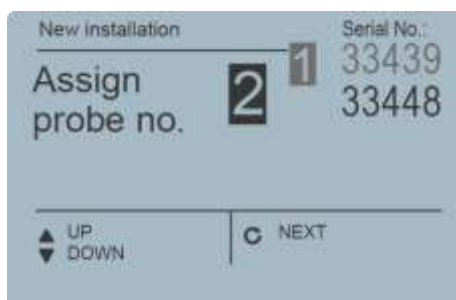 New installation
Serial No.:
Assign
probe no.
2
1
33439
33448
UP
DOWN
C NEXT